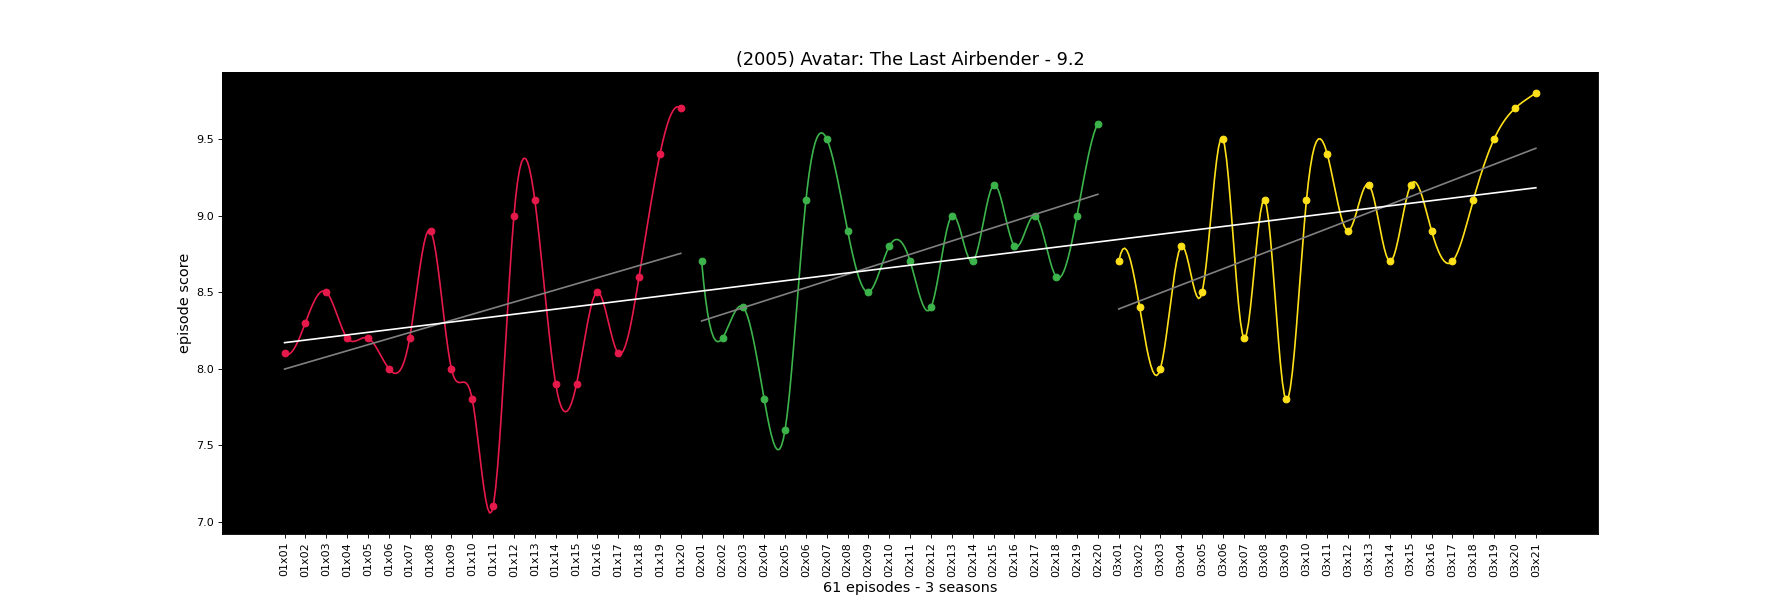 (2005) Avatar: The Last Airbender - 9.2
episode score
9.5
9.0
8.5
8.0
7.5
7.0
01x01 01x02 01x03 01x04 01x05 01x06 01x07 01x08 01x09 01x10 01x11 01x12 01x13 01x14 01x15 01x16 01x17 01x18 01x19 01x20 02x01 02x02 02x03 02x04 02x05 02x06 02x07 02x08 02x09 02x10 02x11 02x12 02x13 02x14 02x15 02x16 02x17 02x18 02x19 02x20 03x01 03x02 03x03 03x04 03x05 03x06 03x07 03x08 03x09 03x10 03x11 03x12 03x13 03x14 03x15 03x16 03x17 03x18 03x19 03x20 03x21
61 episodes - 3 seasons